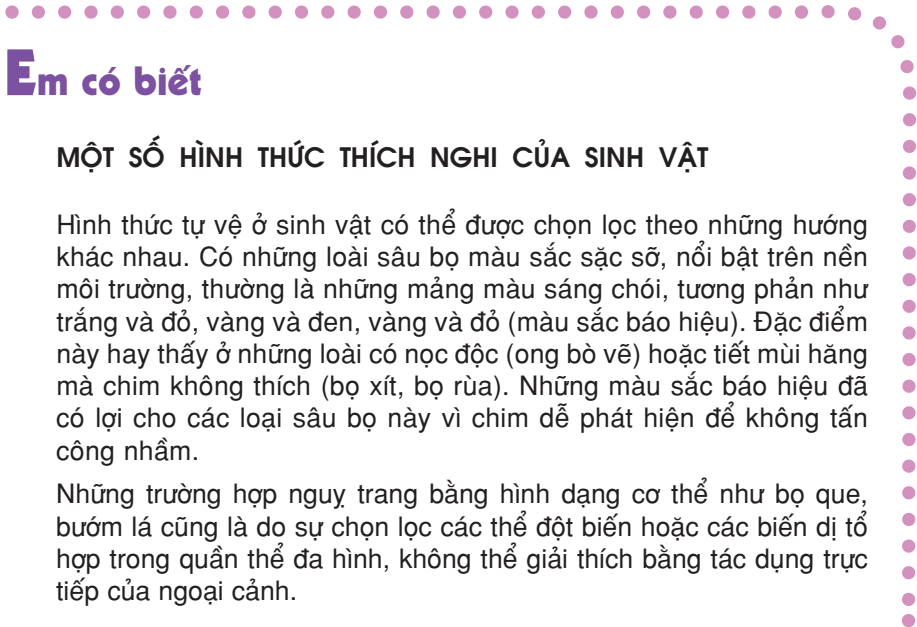 Em có biết
MỘT SỐ HÌNH THỨC THÍCH NGHI CỦA SINH VẬT
Hình thức tự vệ ở sinh vật có thể được chọn lọc theo những hướng
khác nhau. Có những loài sâu bọ màu sắc sặc sỡ, nổi bật trên nền
môi trường, thường là những mảng màu sáng chói, tương phản như
trắng và đỏ, vàng và đen, vàng và đỏ (màu sắc báo hiệu). Đặc điểm
này hay thấy ở những loài có nọc độc (ong bò vẽ) hoặc tiết mùi hăng
mà chim không thích (bọ xít, bọ rùa). Những màu sắc báo hiệu đã
có lợi cho các loại sâu bọ này vì chim dễ phát hiện để không tấn
công nhầm.
Những trường hợp nguỵ trang bằng hình dạng cơ thể như bọ que,
bướm lá cũng là do sự chọn lọc các thể đột biến hoặc các biến dị tổ
hợp trong quần thể đa hình, không thể giải thích bằng tác dụng trực
tiếp của ngoại cảnh.